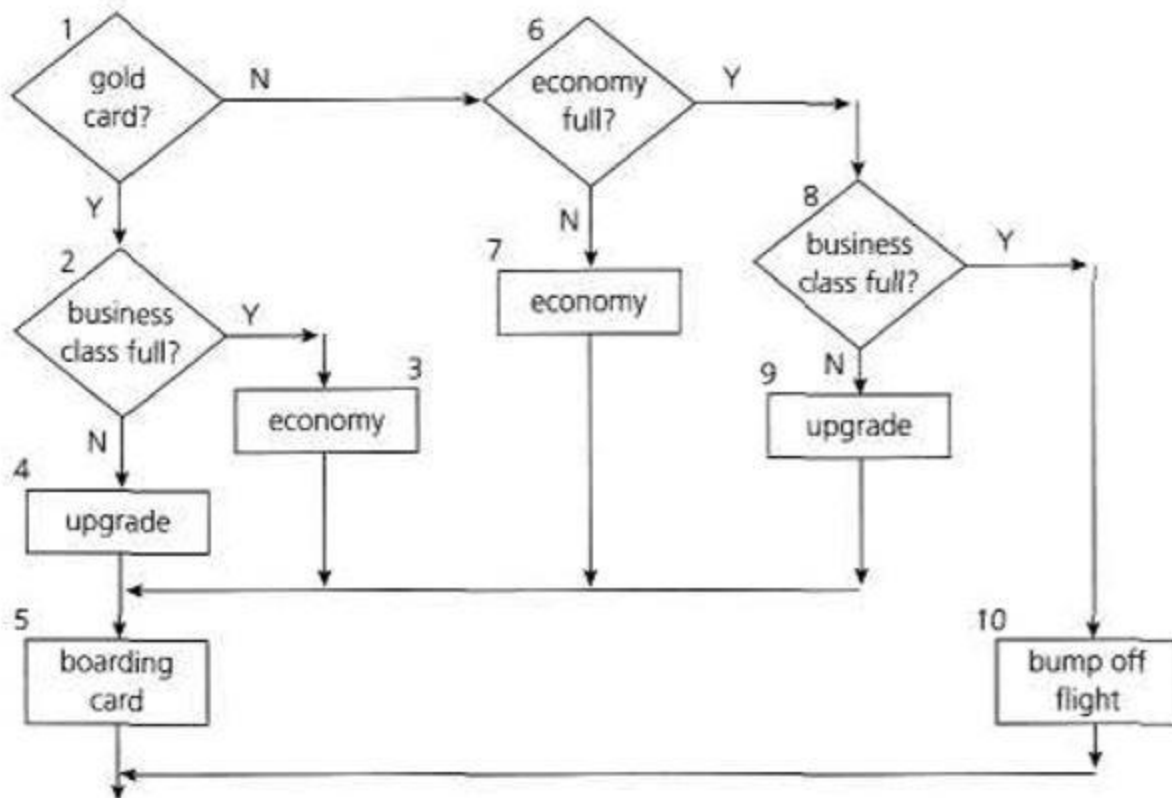 1
gold
card?
N
Y
6
economy
full?
Y
N
2
business
class full?
Y
N
3
economy
4
upgrade
5
boarding
card
7
economy
8
business
class full?
Y
N
9
upgrade
10
bump off
flight